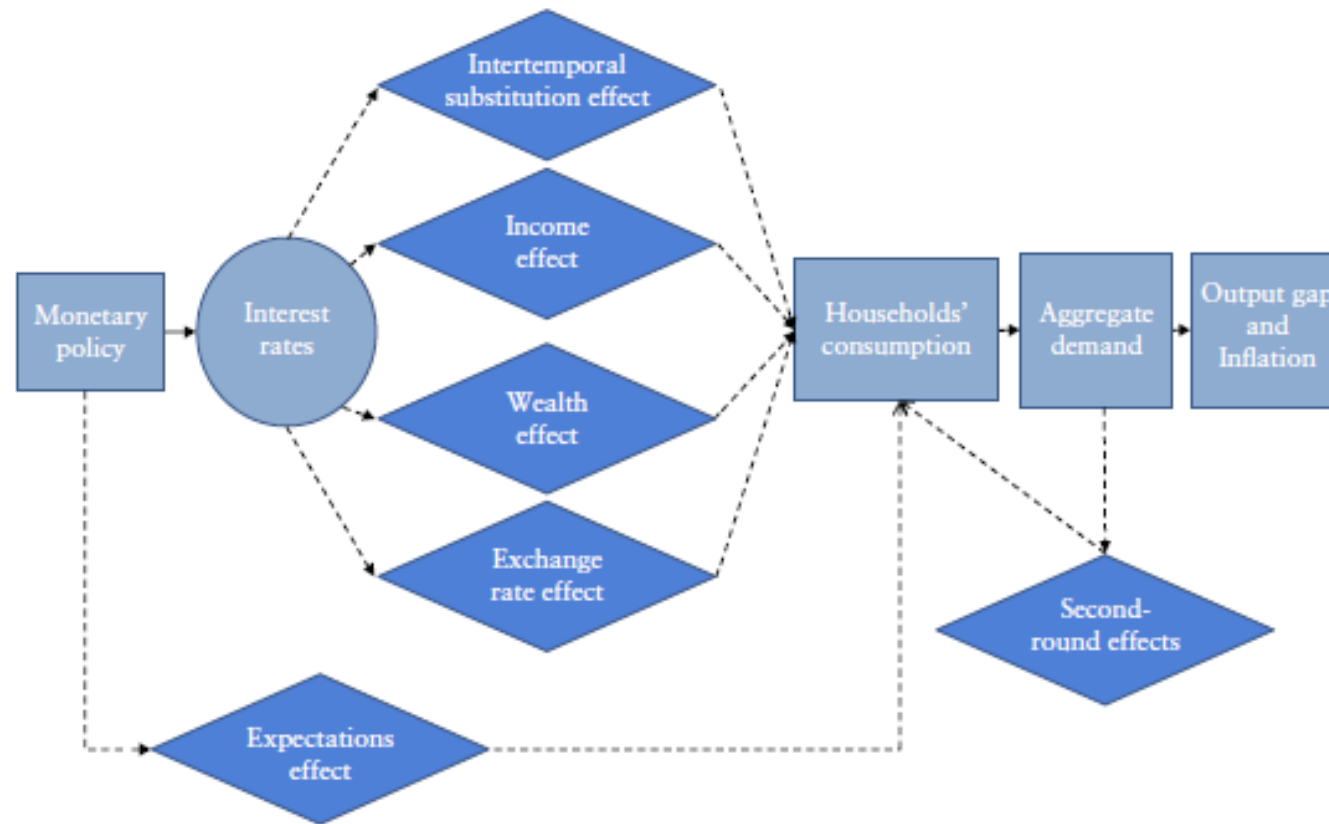 Intertemporal
substitution effect
Income
effect
Monetary
policy
Interest
rates
Households'
consumption
Aggregate
demand
Output gap
and
Inflation
Wealth
effect
Exchange
rate effect
Second-
round effects
Expectations
effect